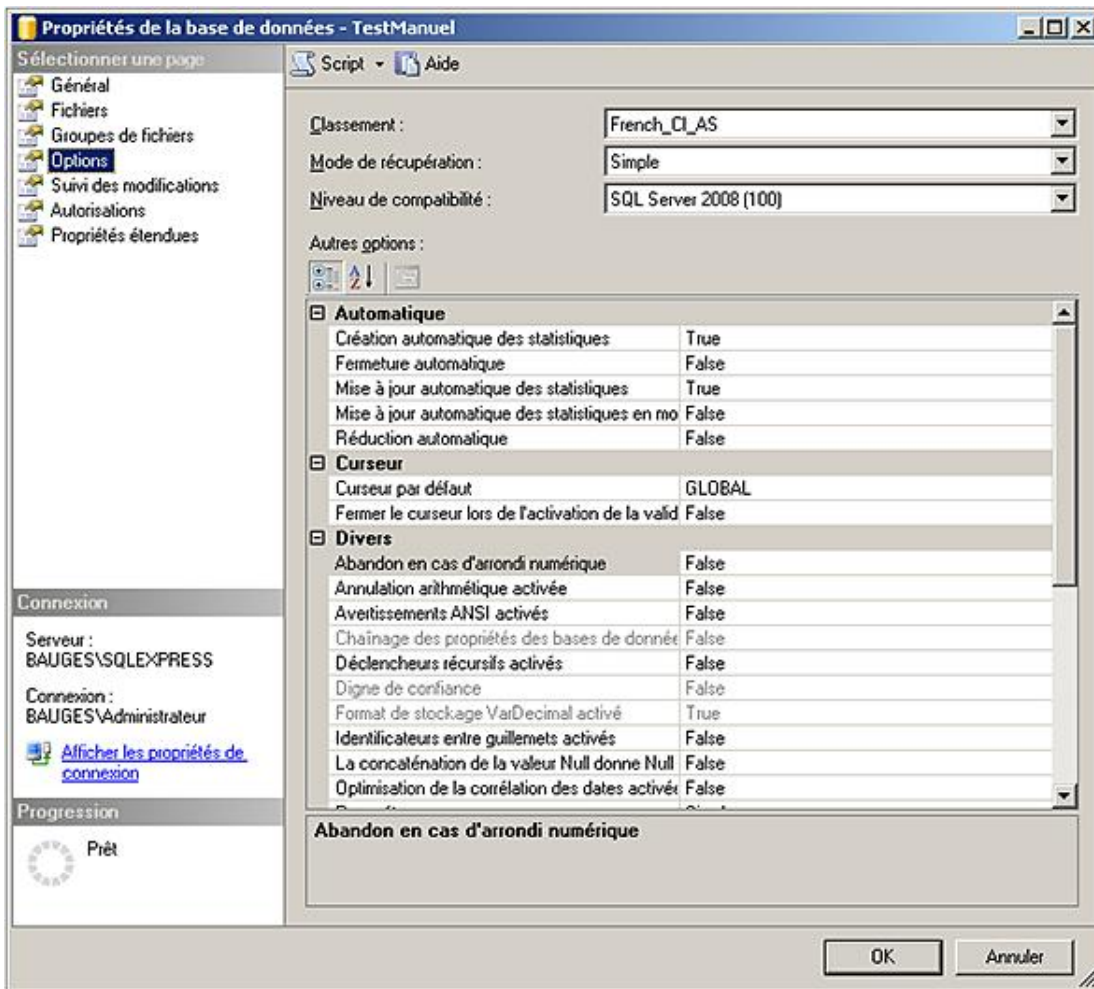 Propriétés de la base de données - TestManuel
Sélectionner une page
Général
Fichiers
Groupes de fichiers
Options
Suivi des modifications
Autorisations
Propriétés étendues
Connexion
Serveur :
BAUGES\SQLEXPRESS
Connexion :
BAUGES\Administrateur
Afficher les propriétés de
connexion
Progression
Prêt
Script Aide
Classement : French_CI_AS
Mode de récupération : Simple
Niveau de compatibilité : SQL Server 2008 (100)
Autres options :
Automatique
Création automatique des statistiques True
Fermeture automatique False
Mise à jour automatique des statistiques True
Mise à jour automatique des statistiques en mo False
Réduction automatique False
Curseur
Curseur par défaut GLOBAL
Fermer le curseur lors de l'activation de la valid False
Divers
Abandon en cas d'arrondi numérique False
Annulation arithmétique activée False
Avertissements ANSI activés False
Chaînage des propriétés des bases de donnée False
Déclencheurs récursifs activés False
Digne de confiance False
Format de stockage VarDecimal activé True
Identificateurs entre guillemets activés False
La concaténation de la valeur Null donne Null False
Optimisation de la corrélation des dates activée False
Abandon en cas d'arrondi numérique
OK Annuler